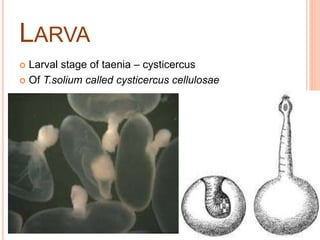 LARVA
Larval stage of taenia – cysticercus
Of T.solium called cysticercus cellulosae